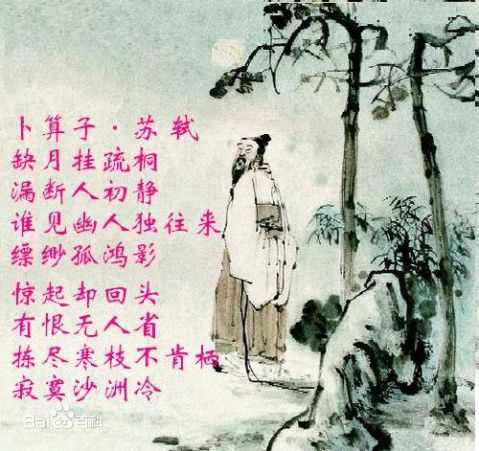 卜算子·苏轼
缺月挂疏桐
漏断人初静
谁见幽人独往来
缥缈孤鸿影
惊起却回头
有恨无人省
拣尽寒枝不肯栖
寂寞沙洲冷
Bai百科